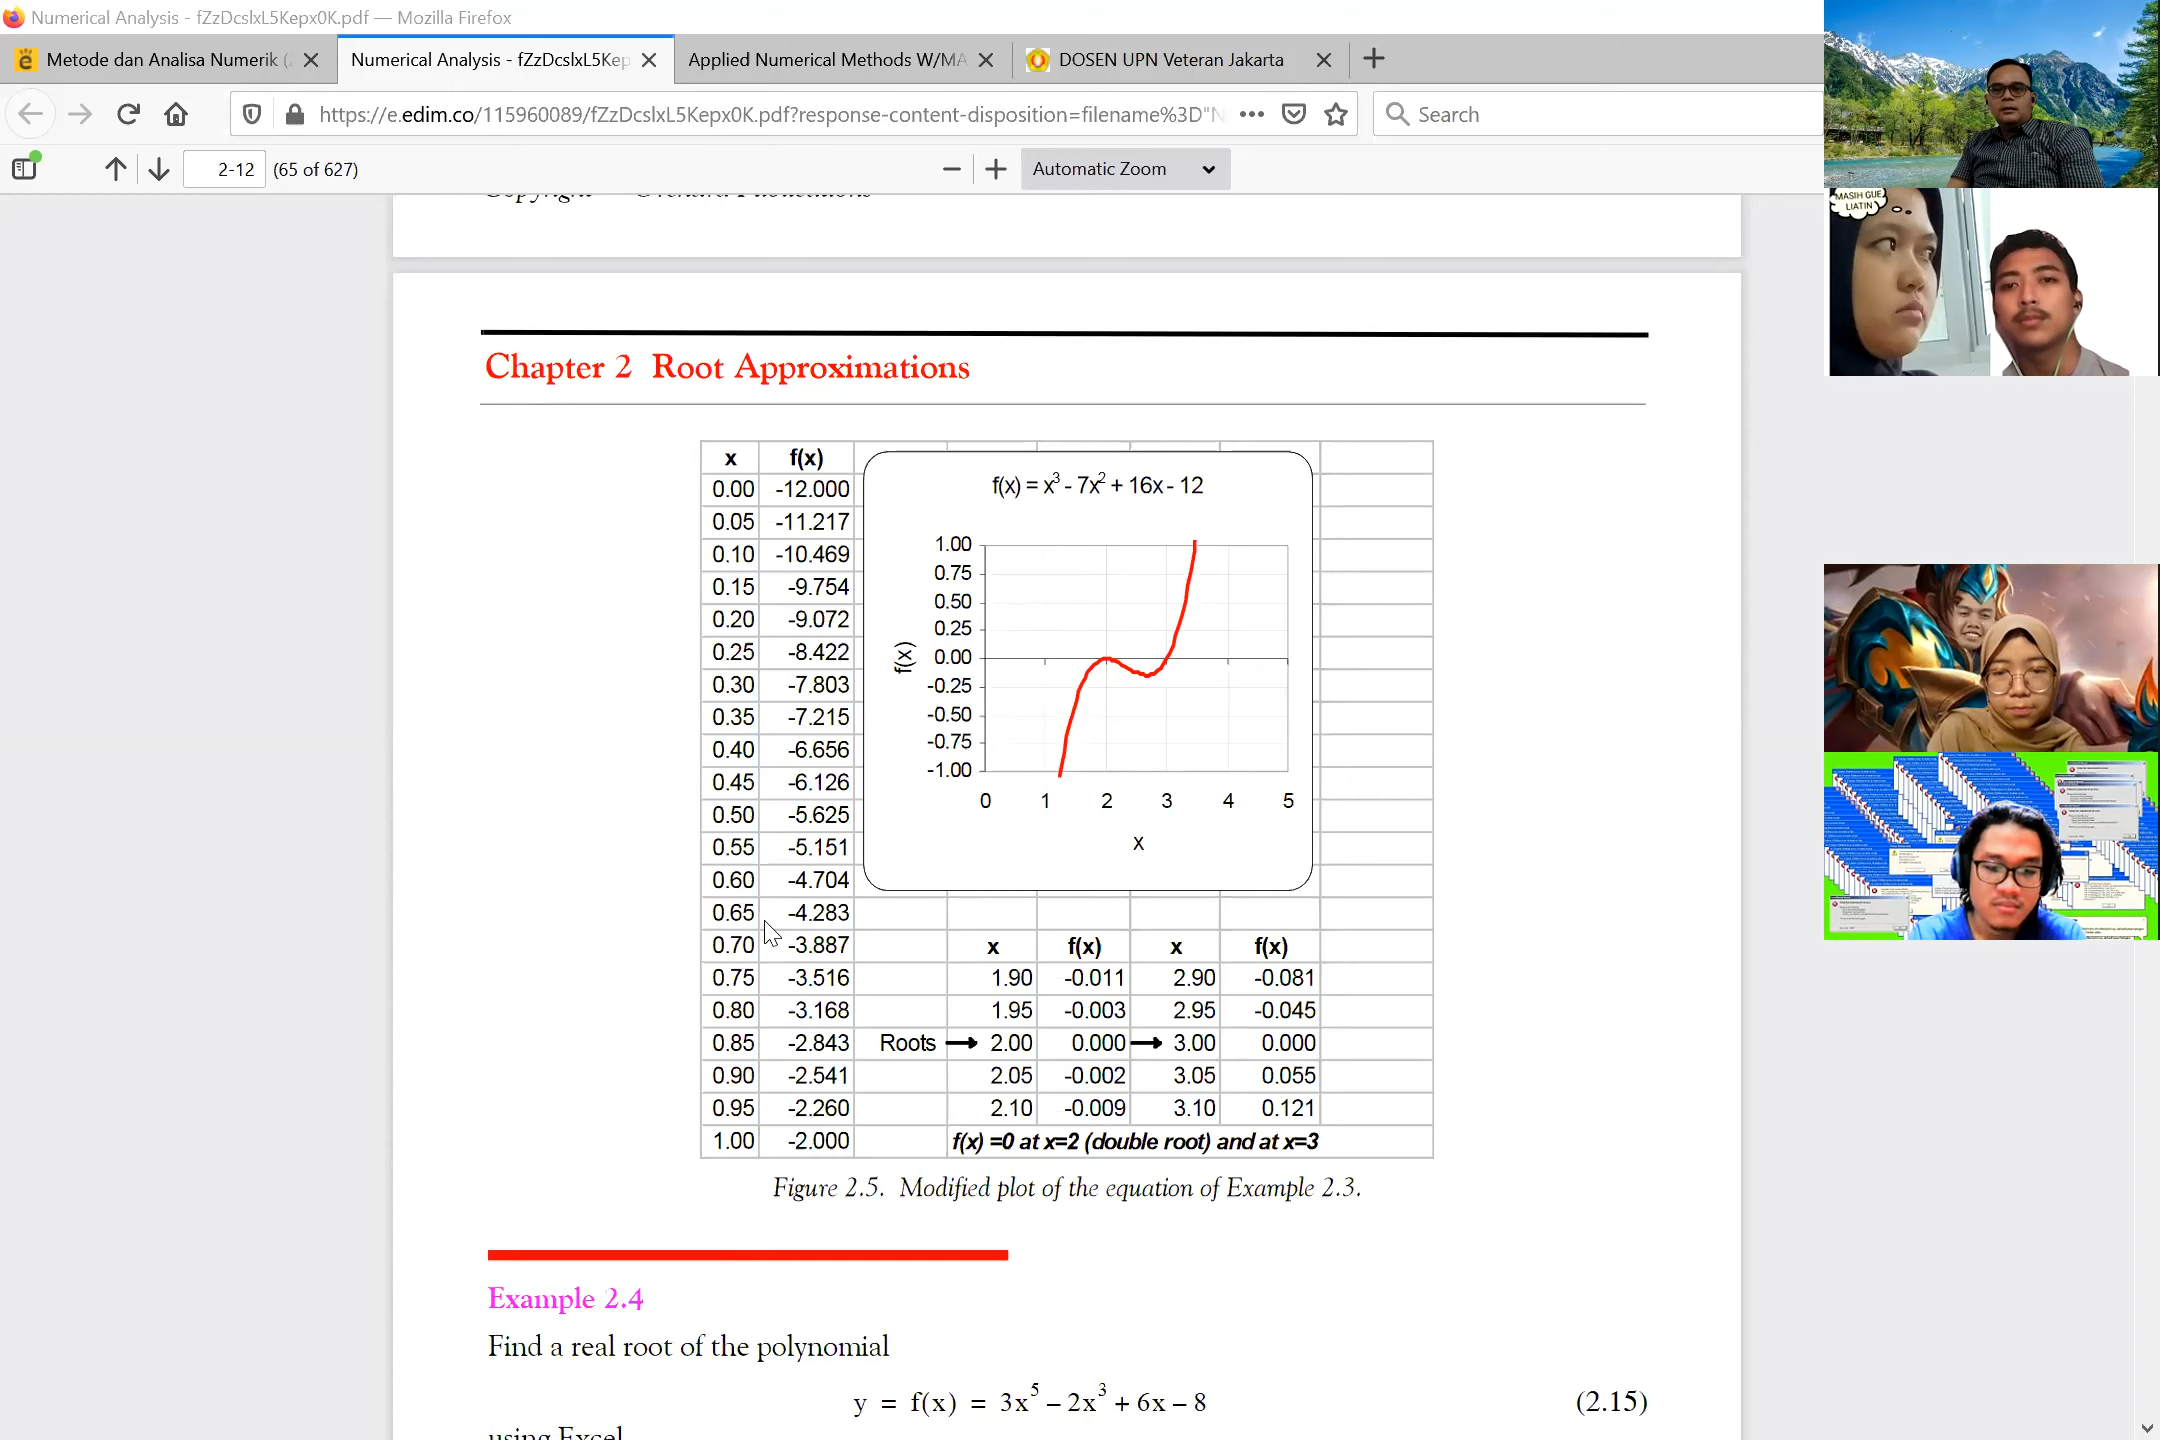 Numerical Analysis - fZzDcslxL5Kepx0K.pdf — Mozilla Firefox
Metode dan Analisa Numerik (
Numerical Analysis - fZzDcslxL5Kep
Applied Numerical Methods W/MA
DOSEN UPN Veteran Jakarta
https://e.edim.co/115960089/fZzDcslxL5Kepx0K.pdf?response-content-disposition=filename%3D"N
Search
2-12 (65 of 627)
Automatic Zoom
MASIH GUE
LIATIN
Chapter 2 Root Approximations
x f(x)
0.00 -12.000
0.05 -11.217
0.10 -10.469
0.15 -9.754
0.20 -9.072
0.25 -8.422
0.30 -7.803
0.35 -7.215
0.40 -6.656
0.45 -6.126
0.50 -5.625
0.55 -5.151
0.60 -4.704
0.65 -4.283
0.70 -3.887
0.75 -3.516
0.80 -3.168
0.85 -2.843
0.90 -2.541
0.95 -2.260
1.00 -2.000
f(x) = x³ - 7x² + 16x - 12
1.00
0.75
0.50
0.25
0.00
-0.25
-0.50
-0.75
-1.00
f(x)
0 1 2 3 4 5
x
x f(x) x f(x)
1.90 -0.011 2.90 -0.081
1.95 -0.003 2.95 -0.045
Roots → 2.00 0.000 → 3.00 0.000
2.05 -0.002 3.05 0.055
2.10 -0.009 3.10 0.121
f(x) =0 at x=2 (double root) and at x=3
Figure 2.5. Modified plot of the equation of Example 2.3.
Example 2.4
Find a real root of the polynomial
y = f(x) = 3x⁵ – 2x³ + 6x – 8 (2.15)
using Excel